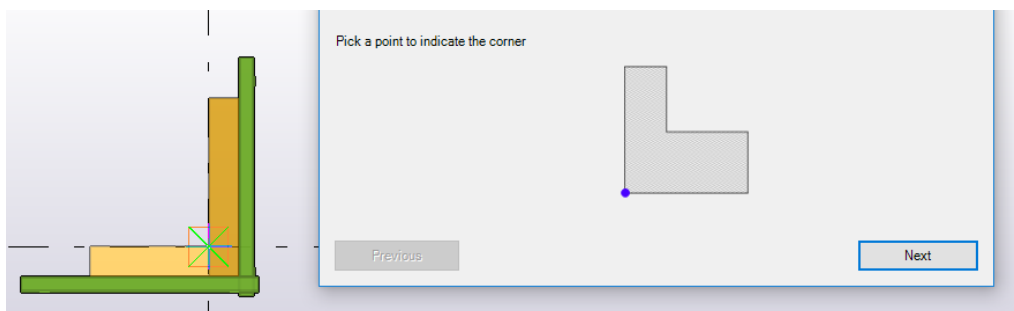 Pick a point to indicate the corner
Previous
Next